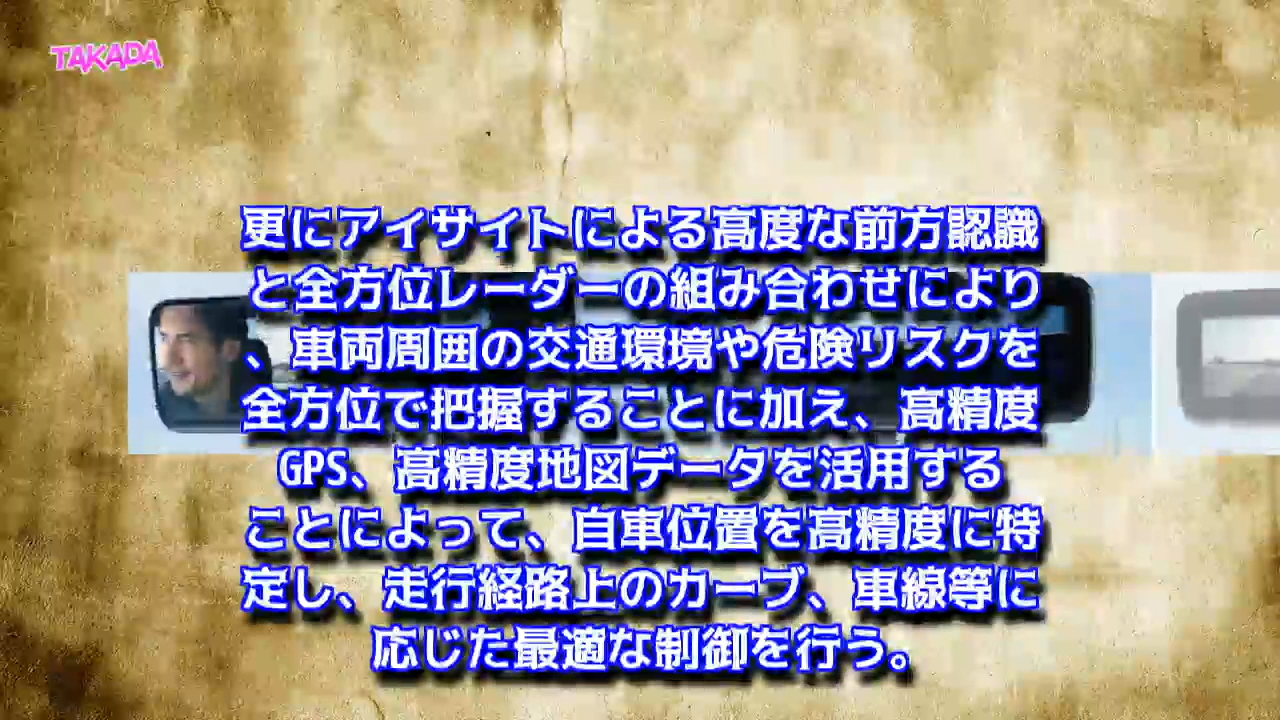 TAKADA
更にアイサイトによる高度な前方認識
と全方位レーダーの組み合わせにより
、車両周囲の交通環境や危険リスクを
全方位で把握することに加え、高精度
GPS、高精度地図データを活用する
ことによって、自車位置を高精度に特
定し、走行経路上のカーブ、車線等に
応じた最適な制御を行う。